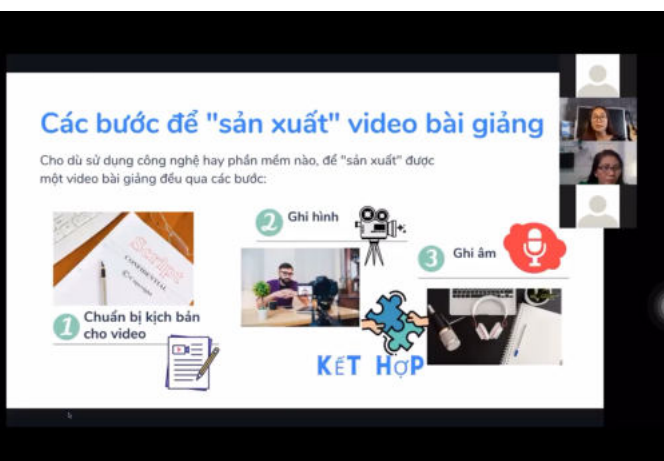 Các bước để "sản xuất" video bài giảng
Cho dù sử dụng công nghệ hay phần mềm nào, để "sản xuất" được
một video bài giảng đều qua các bước:
Script
CONFIDENTIAL
1 Chuẩn bị kịch bản
cho video
2 Ghi hình
3 Ghi âm
KẾT HỢP